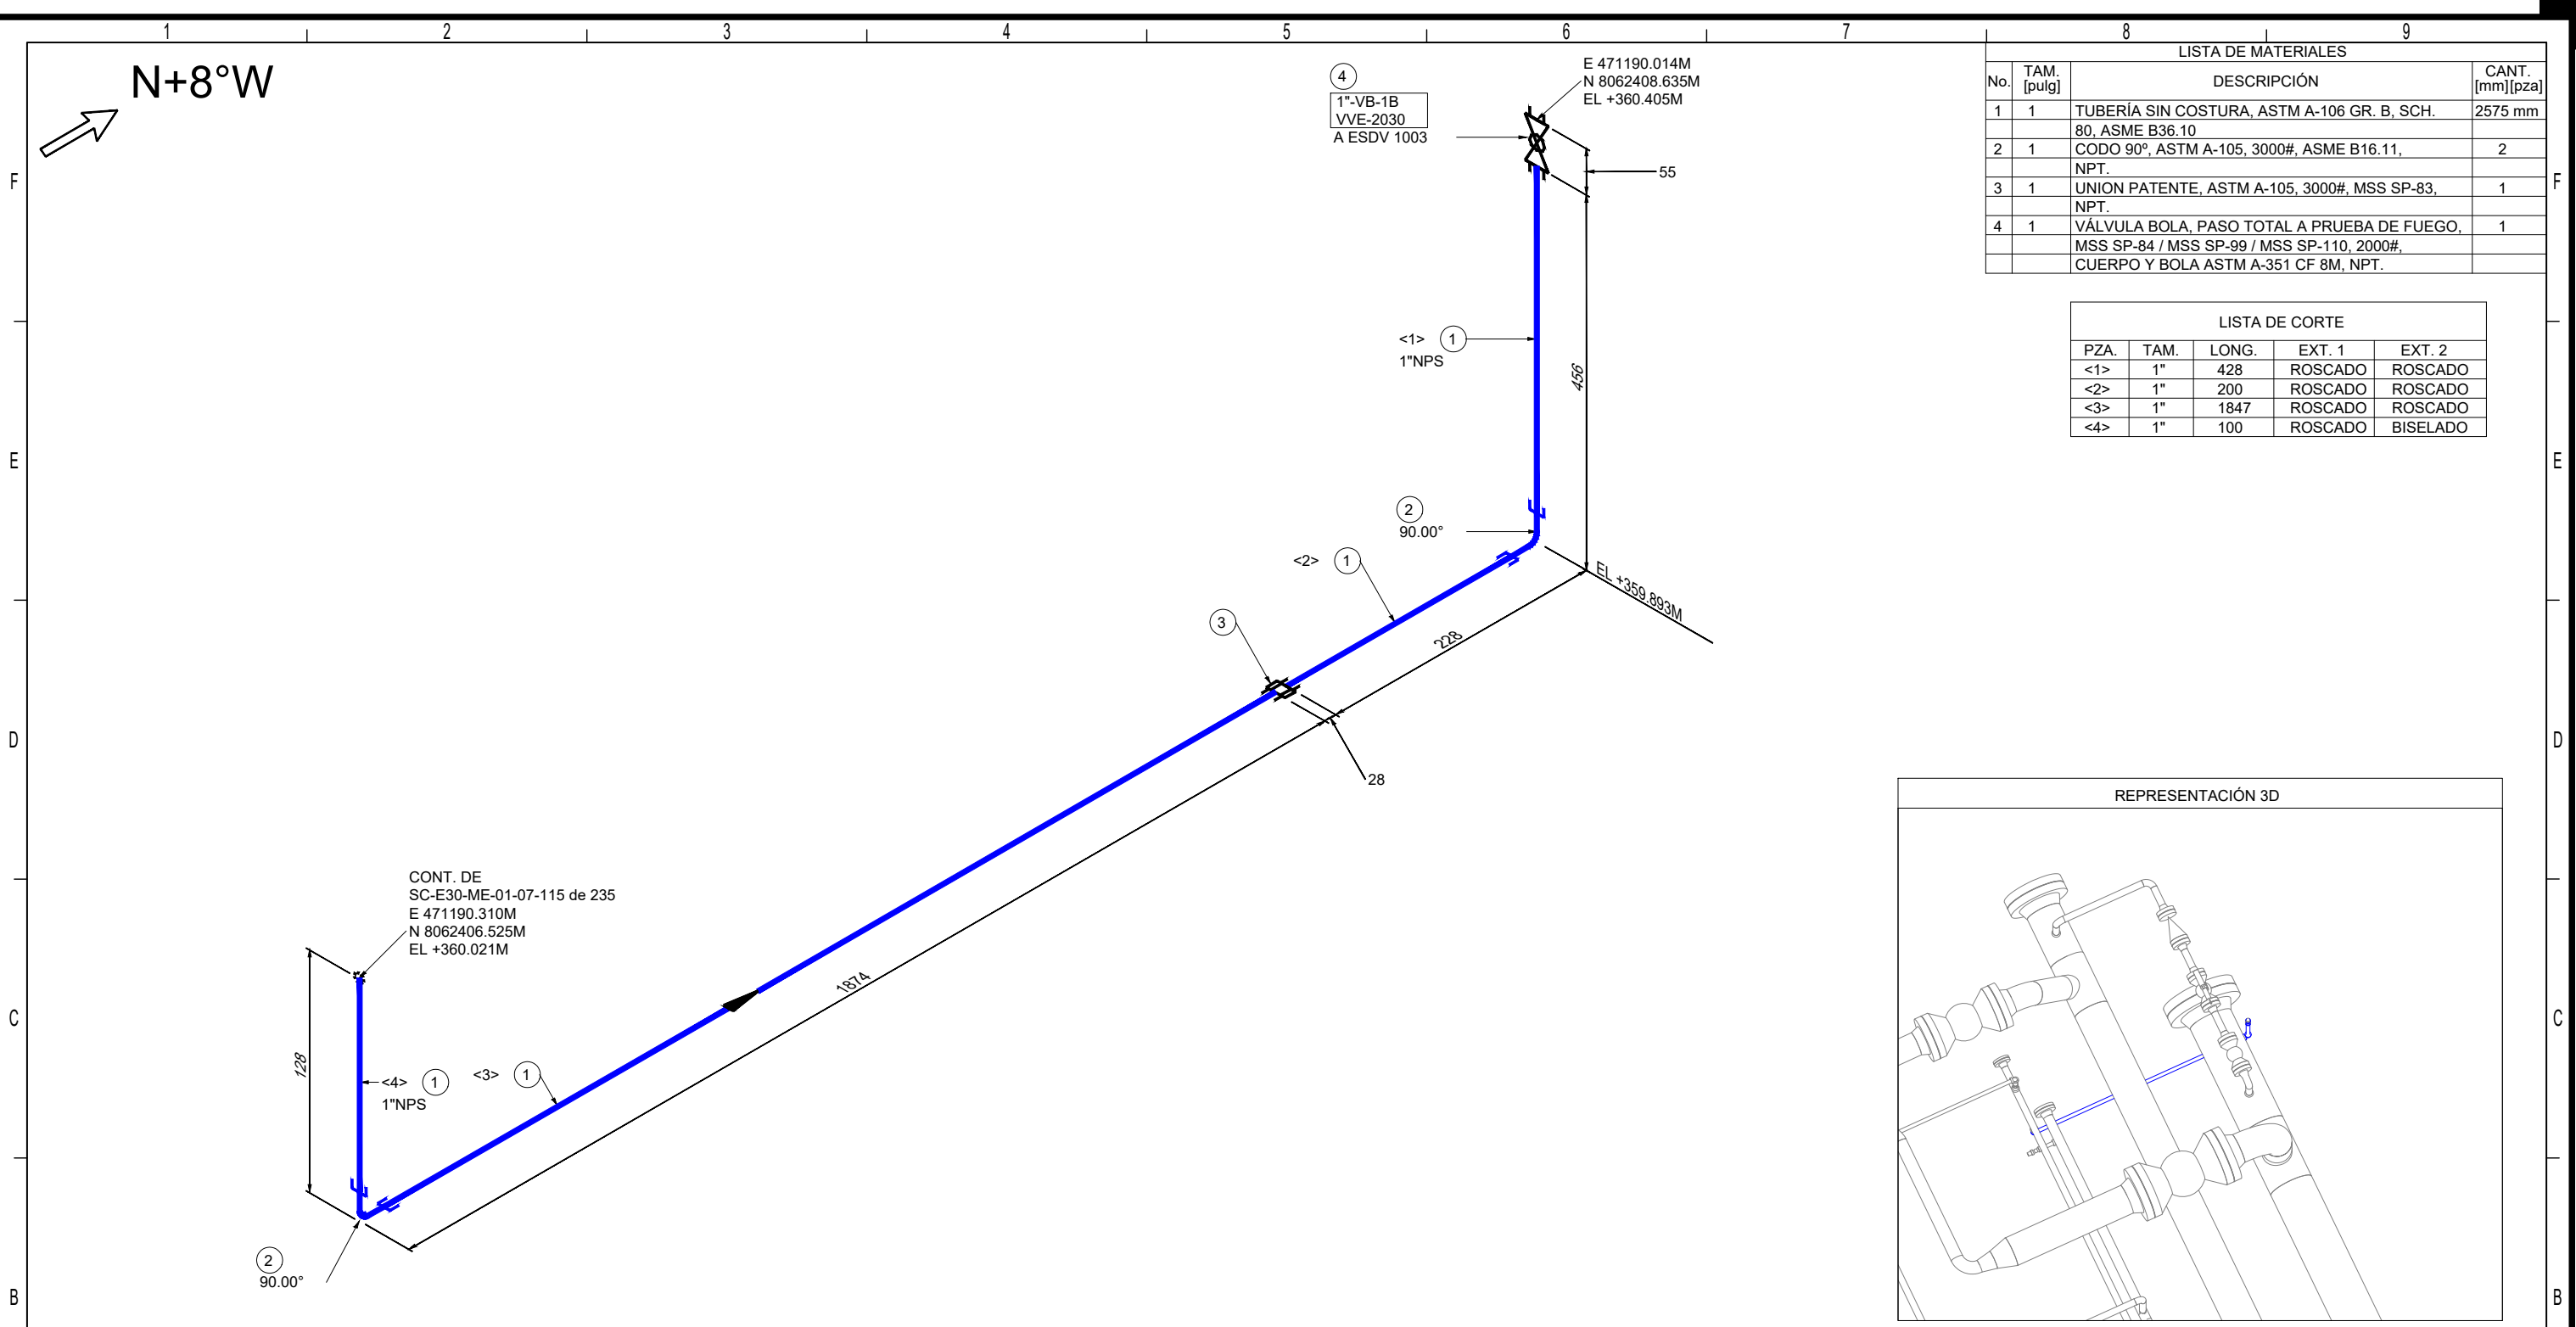 1 2 3 4 5 6 7 8 9
N+8°W
4
1"-VB-1B
VVE-2030
A ESDV 1003
E 471190.014M
N 8062408.635M
EL +360.405M
55
<1> 1
1"NPS
456
2
90.00°
<2> 1
EL +359.893M
3
228
28
1874
CONT. DE
SC-E30-ME-01-07-115 de 235
E 471190.310M
N 8062406.525M
EL +360.021M
128
<4> 1
1"NPS
<3> 1
2
90.00°
LISTA DE MATERIALES
No. TAM. [pulg] DESCRIPCIÓN CANT. [mm][pza]
1 1 TUBERÍA SIN COSTURA, ASTM A-106 GR. B, SCH. 2575 mm
80, ASME B36.10
2 1 CODO 90º, ASTM A-105, 3000#, ASME B16.11, 2
NPT.
3 1 UNION PATENTE, ASTM A-105, 3000#, MSS SP-83, 1
NPT.
4 1 VÁLVULA BOLA, PASO TOTAL A PRUEBA DE FUEGO, 1
MSS SP-84 / MSS SP-99 / MSS SP-110, 2000#,
CUERPO Y BOLA ASTM A-351 CF 8M, NPT.
LISTA DE CORTE
PZA. TAM. LONG. EXT. 1 EXT. 2
<1> 1" 428 ROSCADO ROSCADO
<2> 1" 200 ROSCADO ROSCADO
<3> 1" 1847 ROSCADO ROSCADO
<4> 1" 100 ROSCADO BISELADO
REPRESENTACIÓN 3D
F F
E E
D D
C C
B B